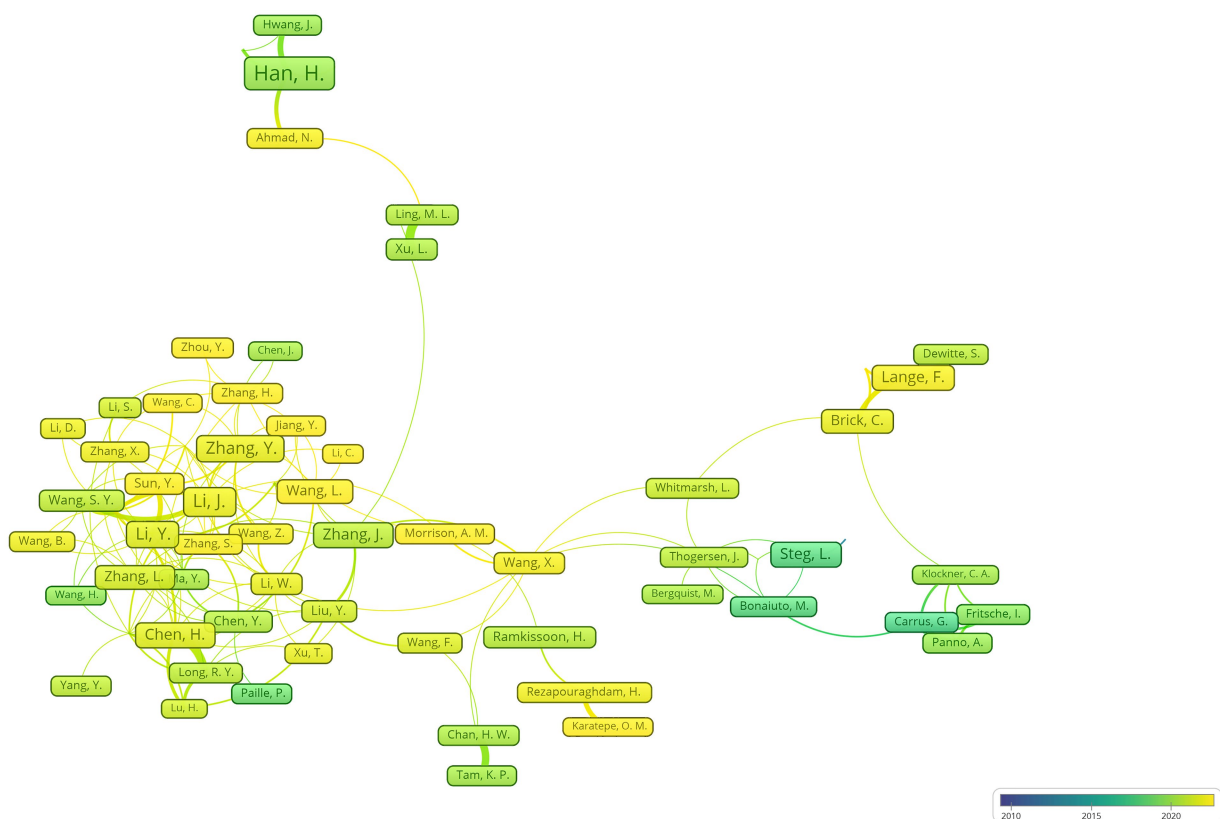 Hwang, J.
Han, H.
Ahmad, N.
Ling, M. L.
Xu, L.
Zhou, Y.
Chen, J.
Dewitte, S.
Lange, F.
Zhang, H.
Wang, C.
Li, S.
Brick, C.
Li, D.
Jiang, Y.
Zhang, X.
Zhang, Y.
Li, C.
Sun, Y.
Wang, L.
Whitmarsh, L.
Wang, S. Y.
Li, J.
Li, Y.
Wang, Z.
Zhang, J.
Morrison, A. M.
Wang, B.
Zhang, S.
Wang, X.
Thogersen, J.
Steg, L.
Zhang, L.
Ma, Y.
Li, W.
Klockner, C. A.
Wang, H.
Bergquist, M.
Bonaiuto, M.
Liu, Y.
Fritsche, I.
Chen, Y.
Carrus, G.
Chen, H.
Wang, F.
Ramkissoon, H.
Panno, A.
Xu, T.
Long, R. Y.
Yang, Y.
Paille, P.
Rezapouraghdam, H.
Lu, H.
Karatepe, O. M.
Chan, H. W.
Tam, K. P.
2010 2015 2020